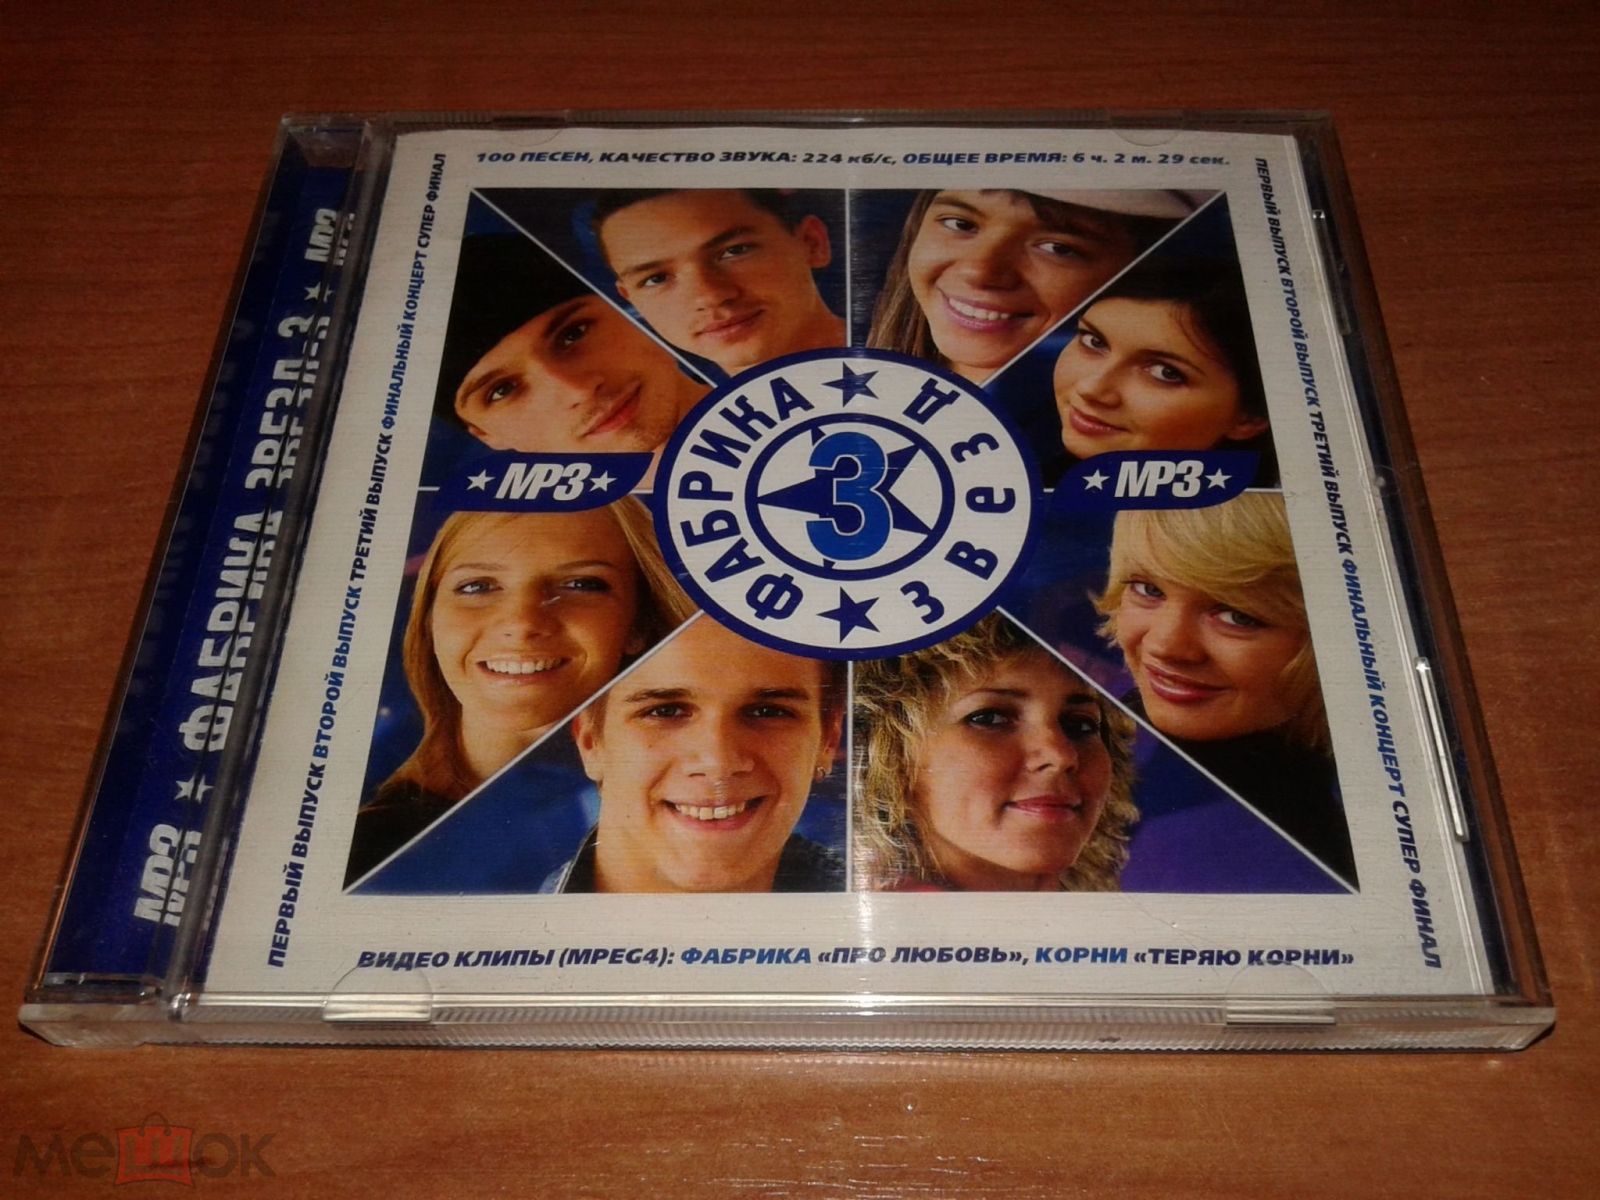 100 ПЕСЕН, КАЧЕСТВО ЗВУКА: 224 кб/с, ОБЩЕЕ ВРЕМЯ: 6 ч. 2 м. 29 сек.
ПЕРВЫЙ ВЫПУСК ВТОРОЙ ВЫПУСК ТРЕТИЙ ВЫПУСК ФИНАЛЬНЫЙ КОНЦЕРТ СУПЕР ФИНАЛ
MP3 ★ ФАБРИКА ЗВЕЗД-3 ★ MP3
★ MP3 ★
ФАБРИКА ★ ЗВеЗД ★
3
★ MP3 ★
ПЕРВЫЙ ВЫПУСК ВТОРОЙ ВЫПУСК ТРЕТИЙ ВЫПУСК ФИНАЛЬНЫЙ КОНЦЕРТ СУПЕР ФИНАЛ
ВИДЕО КЛИПЫ (MPEG4): ФАБРИКА «ПРО ЛЮБОВЬ», КОРНИ «ТЕРЯЮ КОРНИ»
мешок